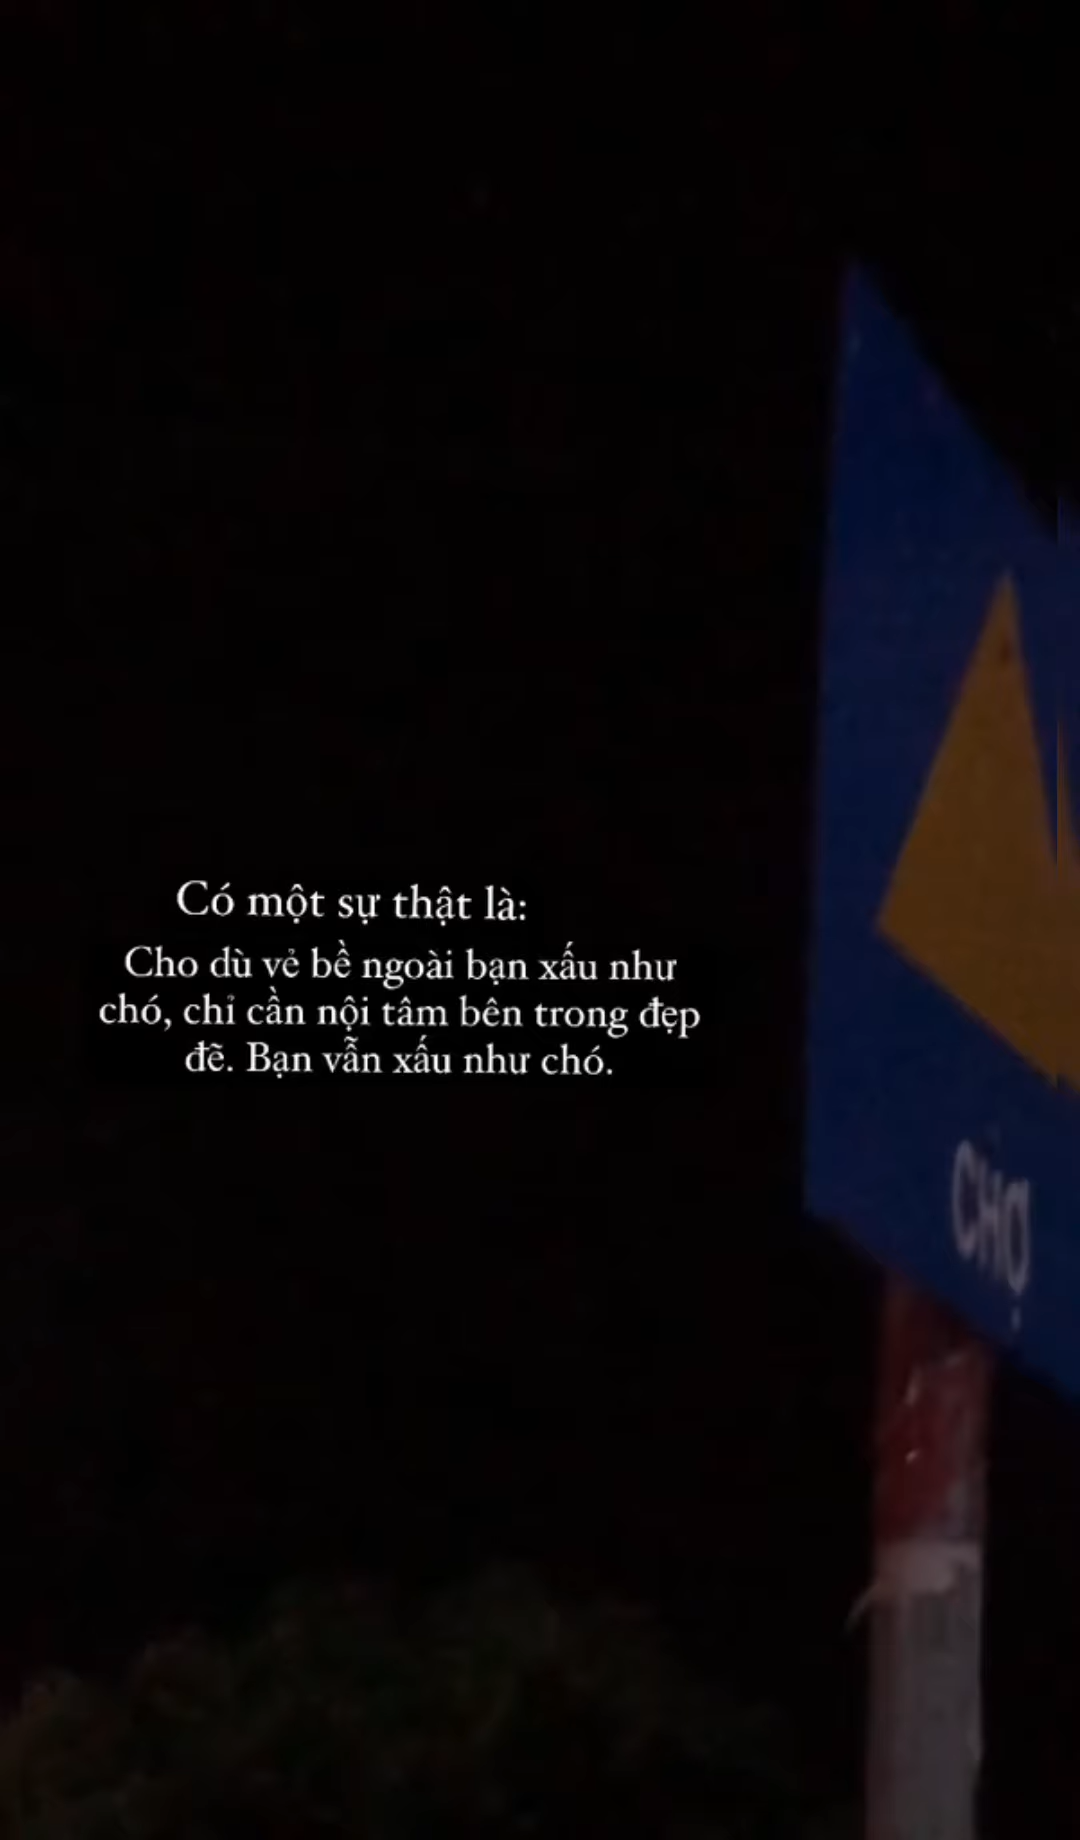 Có một sự thật là:
Cho dù vẻ bề ngoài bạn xấu như
chó, chỉ cần nội tâm bên trong đẹp
đẽ. Bạn vẫn xấu như chó.
CHỢ